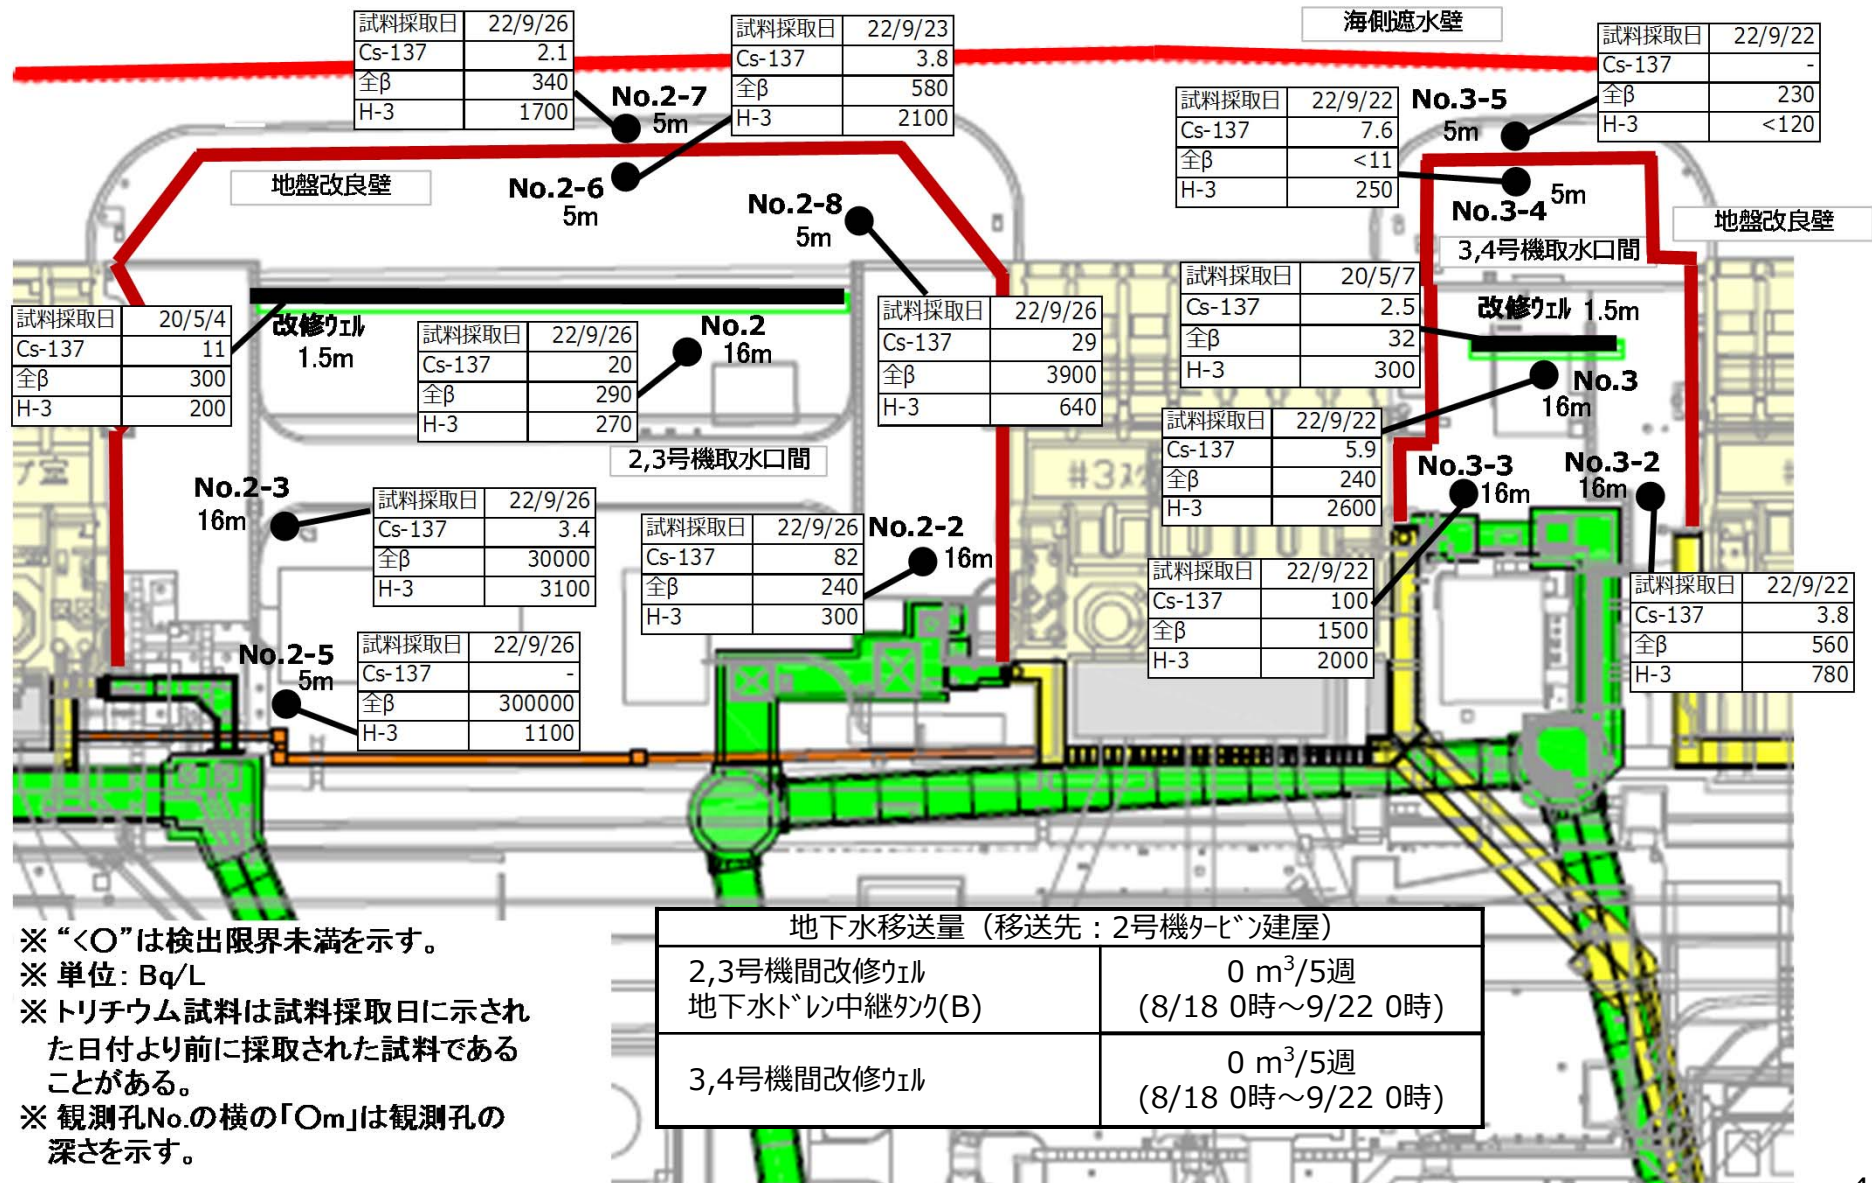 海側遮水壁
試料採取日 22/9/26
Cs-137 2.1
全β 340
H-3 1700
No.2-7
5m
試料採取日 22/9/23
Cs-137 3.8
全β 580
H-3 2100
No.2-6
5m
地盤改良壁
No.2-8
5m
試料採取日 22/9/26
Cs-137 29
全β 3900
H-3 640
試料採取日 20/5/4
Cs-137 11
全β 300
H-3 200
改修ウェル
1.5m
試料採取日 22/9/26
Cs-137 20
全β 290
H-3 270
No.2
16m
2,3号機取水口間
No.2-3
16m
試料採取日 22/9/26
Cs-137 3.4
全β 30000
H-3 3100
試料採取日 22/9/26
Cs-137 82
全β 240
H-3 300
No.2-2
16m
No.2-5
5m
試料採取日 22/9/26
Cs-137 -
全β 300000
H-3 1100
試料採取日 22/9/22
Cs-137 -
全β 230
H-3 <120
No.3-5
5m
試料採取日 22/9/22
Cs-137 7.6
全β <11
H-3 250
No.3-4
5m
地盤改良壁
3,4号機取水口間
試料採取日 20/5/7
Cs-137 2.5
全β 32
H-3 300
改修ウェル 1.5m
No.3
16m
試料採取日 22/9/22
Cs-137 5.9
全β 240
H-3 2600
No.3-3
16m
No.3-2
16m
試料採取日 22/9/22
Cs-137 100
全β 1500
H-3 2000
試料採取日 22/9/22
Cs-137 3.8
全β 560
H-3 780
※ “<○”は検出限界未満を示す。
※ 単位: Bq/L
※ トリチウム試料は試料採取日に示され
た日付より前に採取された試料である
ことがある。
※ 観測孔No.の横の「○m」は観測孔の
深さを示す。
地下水移送量（移送先：2号機ﾀｰﾋﾞﾝ建屋）
2,3号機間改修ｳｪﾙ
地下水ﾄﾞﾚﾝ中継ﾀﾝｸ(B)
0 m³/5週
(8/18 0時～9/22 0時)
3,4号機間改修ｳｪﾙ
0 m³/5週
(8/18 0時～9/22 0時)